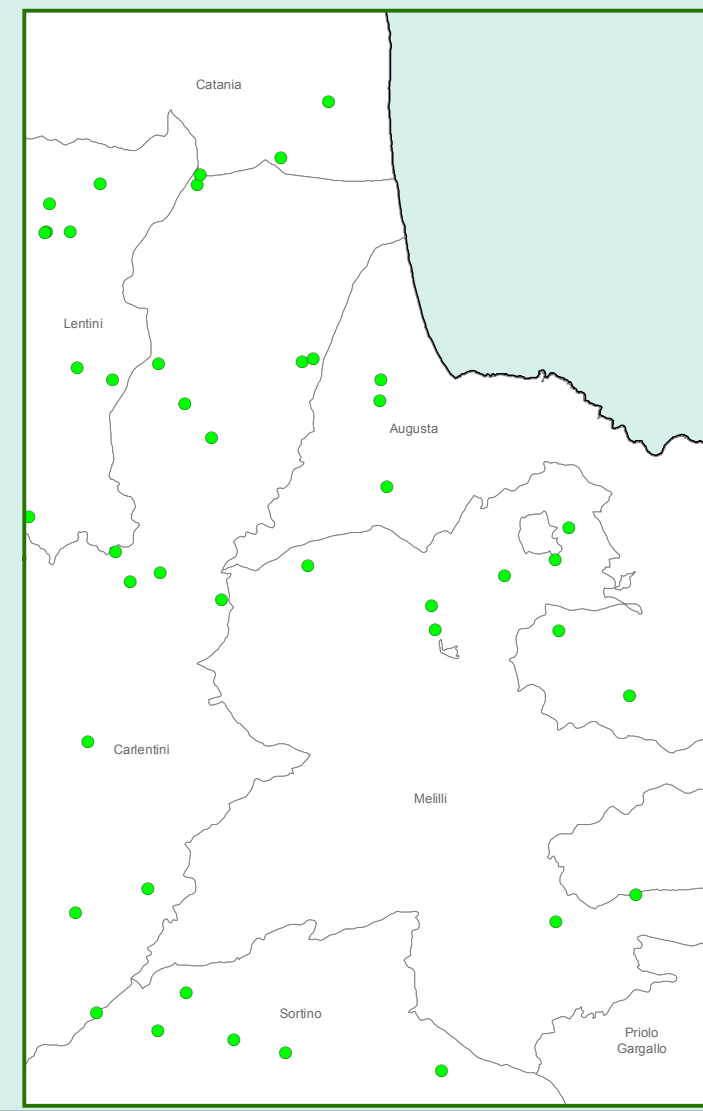 Catania
Lentini
Augusta
Carlentini
Melilli
Sortino
Priolo
Gargallo